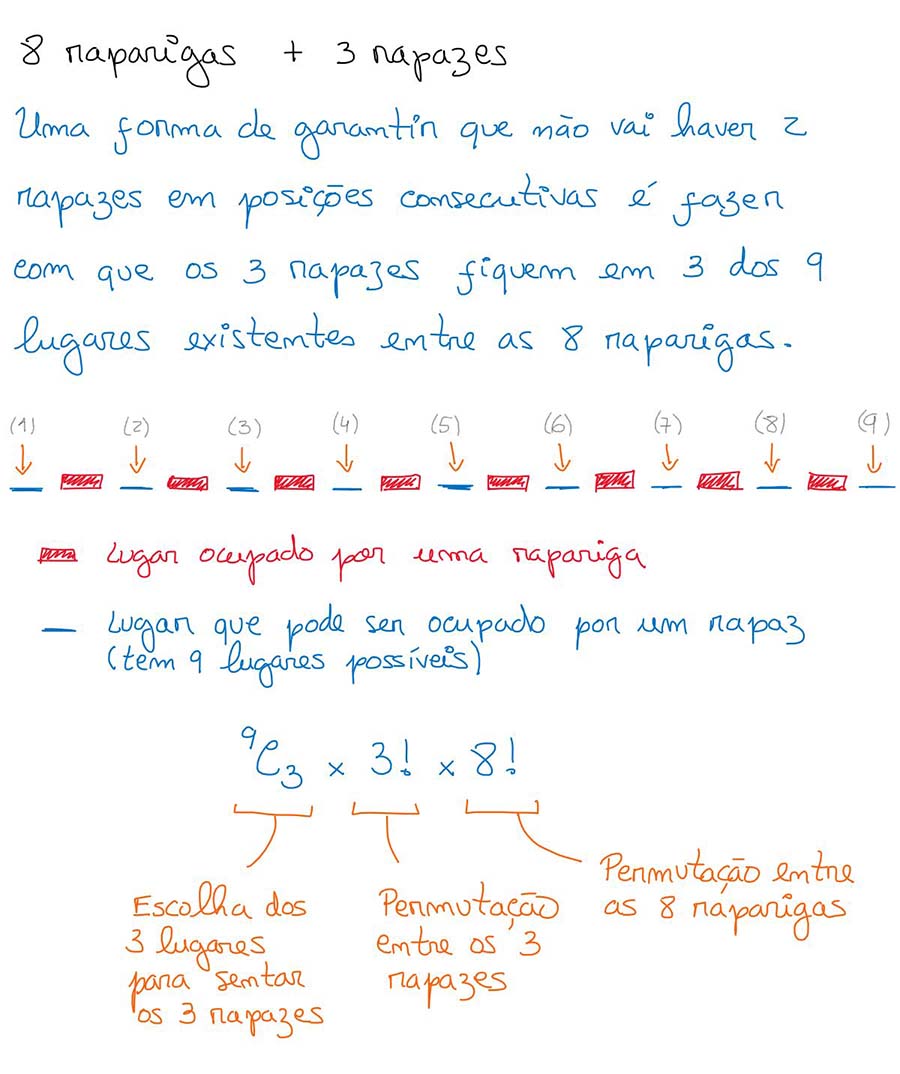 8 raparigas + 3 rapazes
Uma forma de garantir que não vai haver 2
rapazes em posições consecutivas é fazer
com que os 3 rapazes fiquem em 3 dos 9
lugares existentes entre as 8 raparigas.
(1) (2) (3) (4) (5) (6) (7) (8) (9)
Lugar ocupado por uma rapariga
Lugar que pode ser ocupado por um rapaz
(tem 9 lugares possíveis)
⁹C₃ × 3! × 8!
Escolha dos
3 lugares
para sentar
os 3 rapazes
Permutação
entre os 3
rapazes
Permutação entre
as 8 raparigas